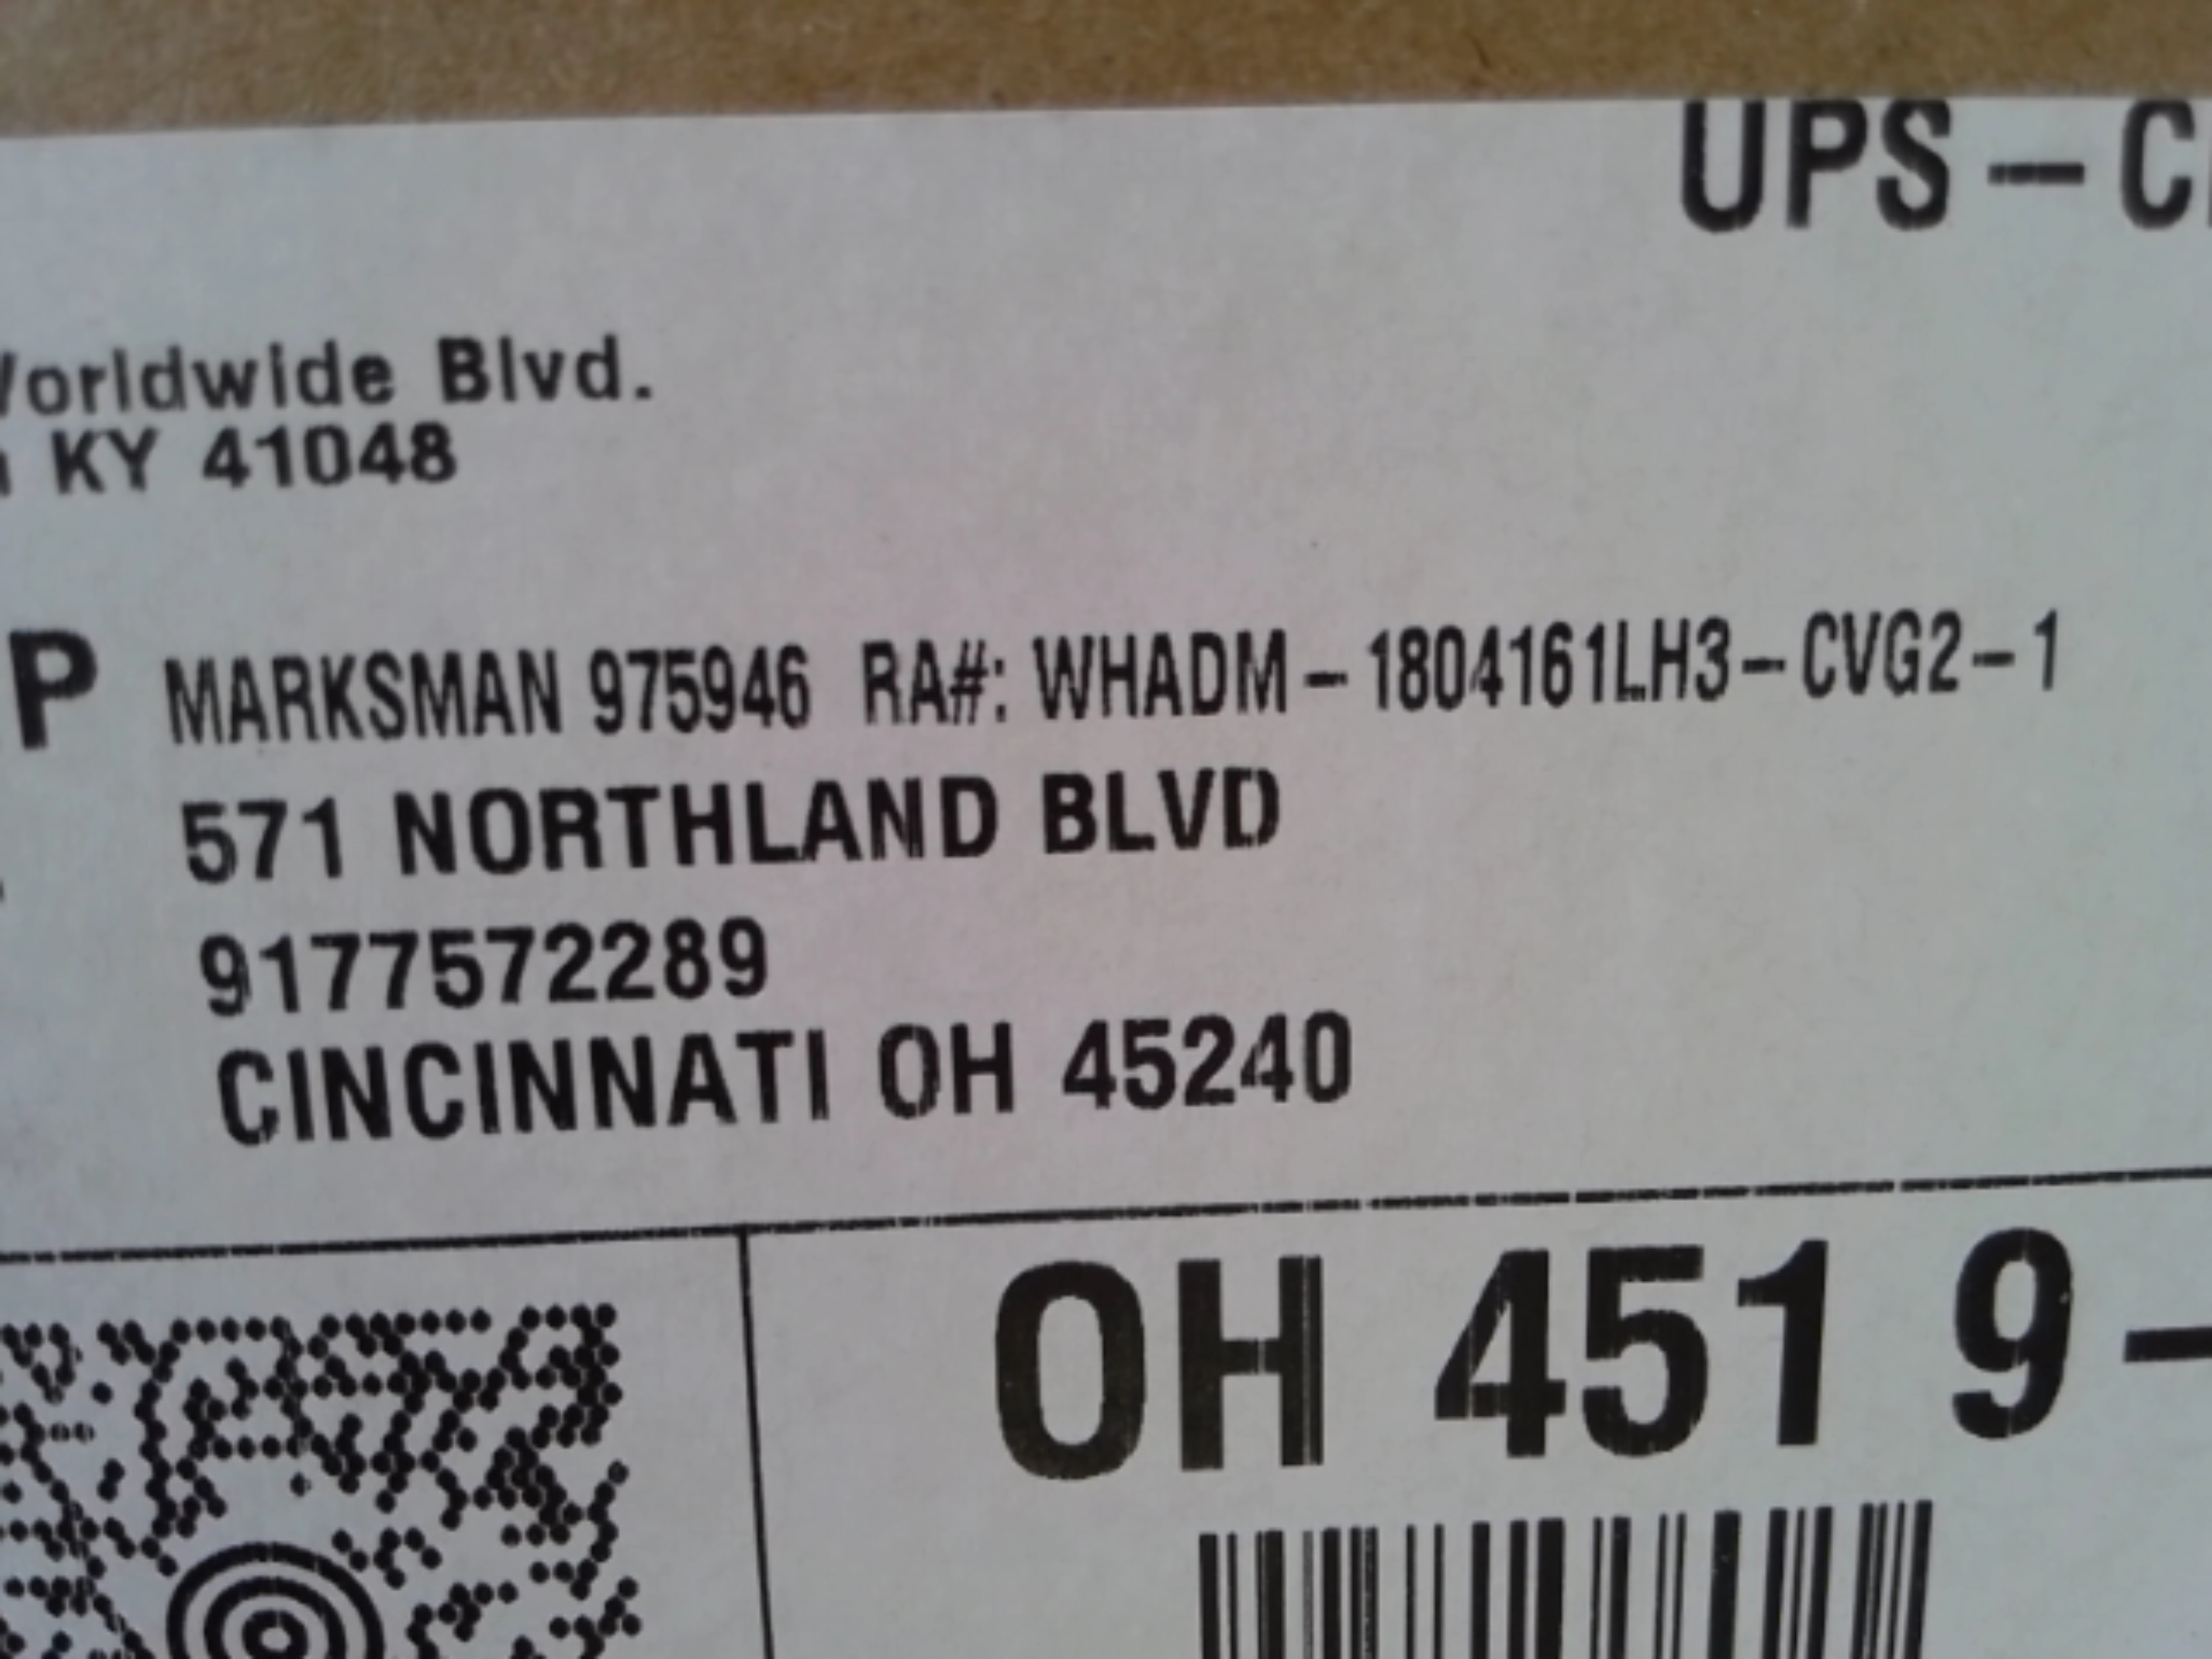 UPS – C
Worldwide Blvd.
KY 41048
P
MARKSMAN 975946 RA#: WHADM – 1804161LH3 – CVG2 – 1
571 NORTHLAND BLVD
9177572289
CINCINNATI OH 45240
OH 451 9 –